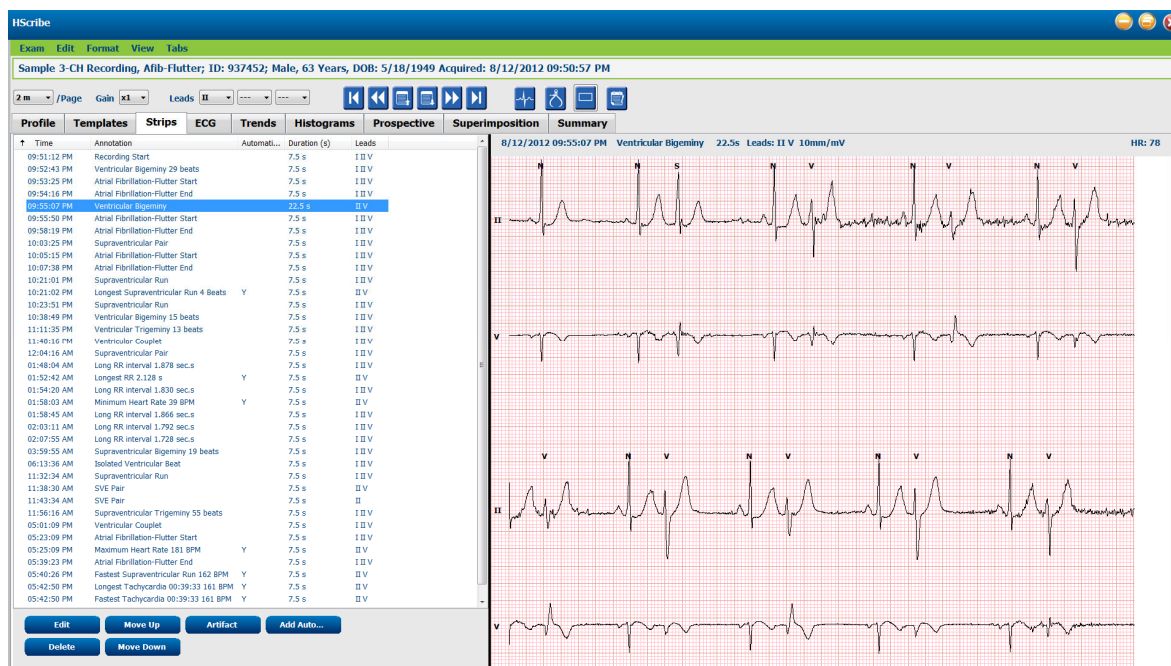 HScribe
Exam Edit Format View Tabs
Sample 3-CH Recording, Afib-Flutter; ID: 937452; Male, 63 Years, DOB: 5/18/1949 Acquired: 8/12/2012 09:50:57 PM
2 m /Page Gain x1 Leads II --- ---
Profile Templates Strips ECG Trends Histograms Prospective Superimposition Summary
↑ Time Annotation Automati... Duration (s) Leads
09:51:12 PM Recording Start 7.5 s I II V
09:52:43 PM Ventricular Bigeminy 29 beats 7.5 s I II V
09:53:25 PM Atrial Fibrillation-Flutter Start 7.5 s I II V
09:54:16 PM Atrial Fibrillation-Flutter End 7.5 s I II V
09:55:07 PM Ventricular Bigeminy 22.5 s II V
09:55:50 PM Atrial Fibrillation-Flutter Start 7.5 s I II V
09:58:19 PM Atrial Fibrillation-Flutter End 7.5 s I II V
10:03:25 PM Supraventricular Pair 7.5 s I II V
10:05:15 PM Atrial Fibrillation-Flutter Start 7.5 s I II V
10:07:38 PM Atrial Fibrillation-Flutter End 7.5 s I II V
10:21:01 PM Supraventricular Run 7.5 s I II V
10:21:02 PM Longest Supraventricular Run 4 Beats Y 7.5 s II V
10:23:51 PM Supraventricular Run 7.5 s I II V
10:38:49 PM Ventricular Bigeminy 15 beats 7.5 s I II V
11:11:35 PM Ventricular Trigeminy 13 beats 7.5 s I II V
11:40:16 PM Ventricular Couplet 7.5 s I II V
12:04:16 AM Supraventricular Pair 7.5 s I II V
01:48:04 AM Long RR interval 1.878 sec.s 7.5 s I II V
01:52:42 AM Longest RR 2.128 s Y 7.5 s II V
01:54:20 AM Long RR interval 1.830 sec.s 7.5 s I II V
01:58:03 AM Minimum Heart Rate 39 BPM Y 7.5 s II V
01:58:45 AM Long RR interval 1.866 sec.s 7.5 s I II V
02:03:11 AM Long RR interval 1.792 sec.s 7.5 s I II V
02:07:55 AM Long RR interval 1.728 sec.s 7.5 s I II V
03:59:55 AM Supraventricular Bigeminy 19 beats 7.5 s I II V
06:13:36 AM Isolated Ventricular Beat 7.5 s I II V
11:32:34 AM Supraventricular Run 7.5 s I II V
11:38:30 AM SVE Pair 7.5 s II V
11:43:34 AM SVE Pair 7.5 s II
11:56:16 AM Supraventricular Trigeminy 55 beats 7.5 s I II V
05:01:09 PM Ventricular Couplet 7.5 s I II V
05:23:09 PM Atrial Fibrillation-Flutter Start 7.5 s I II V
05:25:09 PM Maximum Heart Rate 181 BPM Y 7.5 s II V
05:39:23 PM Atrial Fibrillation-Flutter End 7.5 s I II V
05:40:26 PM Fastest Supraventricular Run 162 BPM Y 7.5 s II V
05:42:50 PM Longest Tachycardia 00:39:33 161 BPM Y 7.5 s II V
05:42:50 PM Fastest Tachycardia 00:39:33 161 BPM Y 7.5 s II V
Edit Move Up Artifact Add Auto...
Delete Move Down
8/12/2012 09:55:07 PM Ventricular Bigeminy 22.5s Leads: II V 10mm/mV HR: 78
N N S N V N V N V
II
V
V N V N V N V N V
II
V